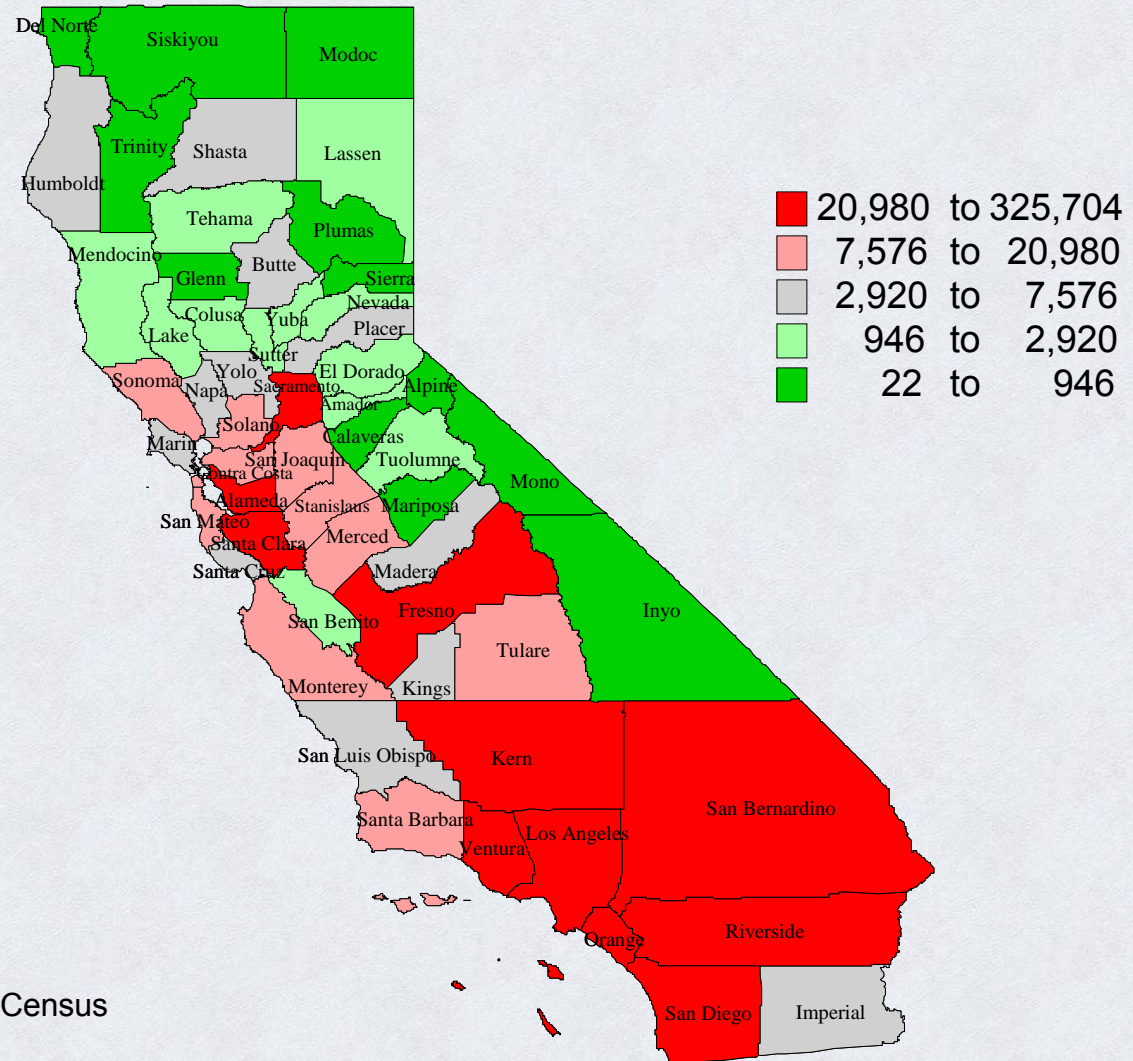 Del Norte
Siskiyou
Modoc
Trinity
Shasta
Lassen
Humboldt
Tehama
Plumas
Mendocino
Butte
Glenn
Sierra
Colusa
Yuba
Nevada
Lake
Placer
Sutter
Yolo
El Dorado
Sonoma
Napa
Sacramento
Alpine
Amador
Solano
Calaveras
Marin
San Joaquin
Tuolumne
Contra Costa
Mono
Alameda
Stanislaus
Mariposa
San Mateo
Merced
Santa Clara
Santa Cruz
Madera
Fresno
Inyo
San Benito
Tulare
Monterey
Kings
San Luis Obispo
Kern
San Bernardino
Santa Barbara
Los Angeles
Ventura
Orange
Riverside
San Diego
Imperial
20,980 to 325,704
7,576 to 20,980
2,920 to 7,576
946 to 2,920
22 to 946
Census